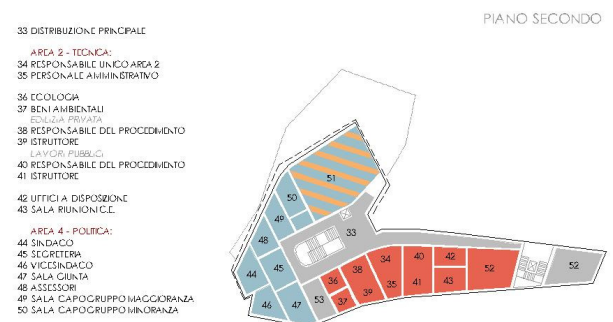 PIANO SECONDO
33 DISTRIBUZIONE PRINCIPALE
AREA 2 - TECNICA:
34 RESPONSABILE UNICO AREA 2
35 PERSONALE AMMINISTRATIVO
36 ECOLOGIA
37 BENI AMBIENTALI
EDILIZIA PRIVATA
38 RESPONSABILE DEL PROCEDIMENTO
39 ISTRUTTORE
LAVORI PUBBLICI
40 RESPONSABILE DEL PROCEDIMENTO
41 ISTRUTTORE
42 UFFICI A DISPOSIZIONE
43 SALA RIUNIONI C.E.
AREA 4 - POLITICA:
44 SINDACO
45 SEGRETERIA
46 VICESINDACO
47 SALA GIUNTA
48 ASSESSORI
49 SALA CAPOGRUPPO MAGGIORANZA
50 SALA CAPOGRUPPO MINORANZA
51
50
49
33
48
45
44
46
47
53
36
37
38
39
34
35
40
41
42
43
52
52